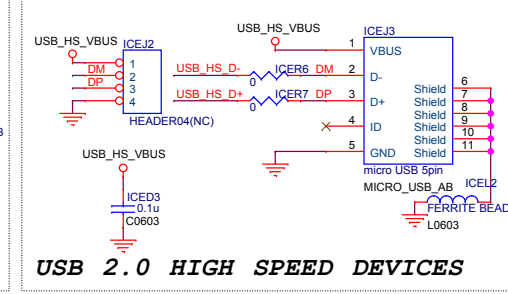 USB_HS_VBUS
ICEJ2
1
DM 2
DP 3
4
HEADER04(NC)
USB_HS_VBUS
USB_HS_D- ICER6 DM
0
USB_HS_D+ ICER7 DP
0
ICEJ3
1 VBUS
2 D-
3 D+
4 ID
5 GND
Shield 6
Shield 7
Shield 8
Shield 9
Shield 10
Shield 11
micro USB 5pin
MICRO_USB_AB
ICEL2
FERRITE BEAD
L0603
USB_HS_VBUS
ICED3
0.1u
C0603
USB 2.0 HIGH SPEED DEVICES